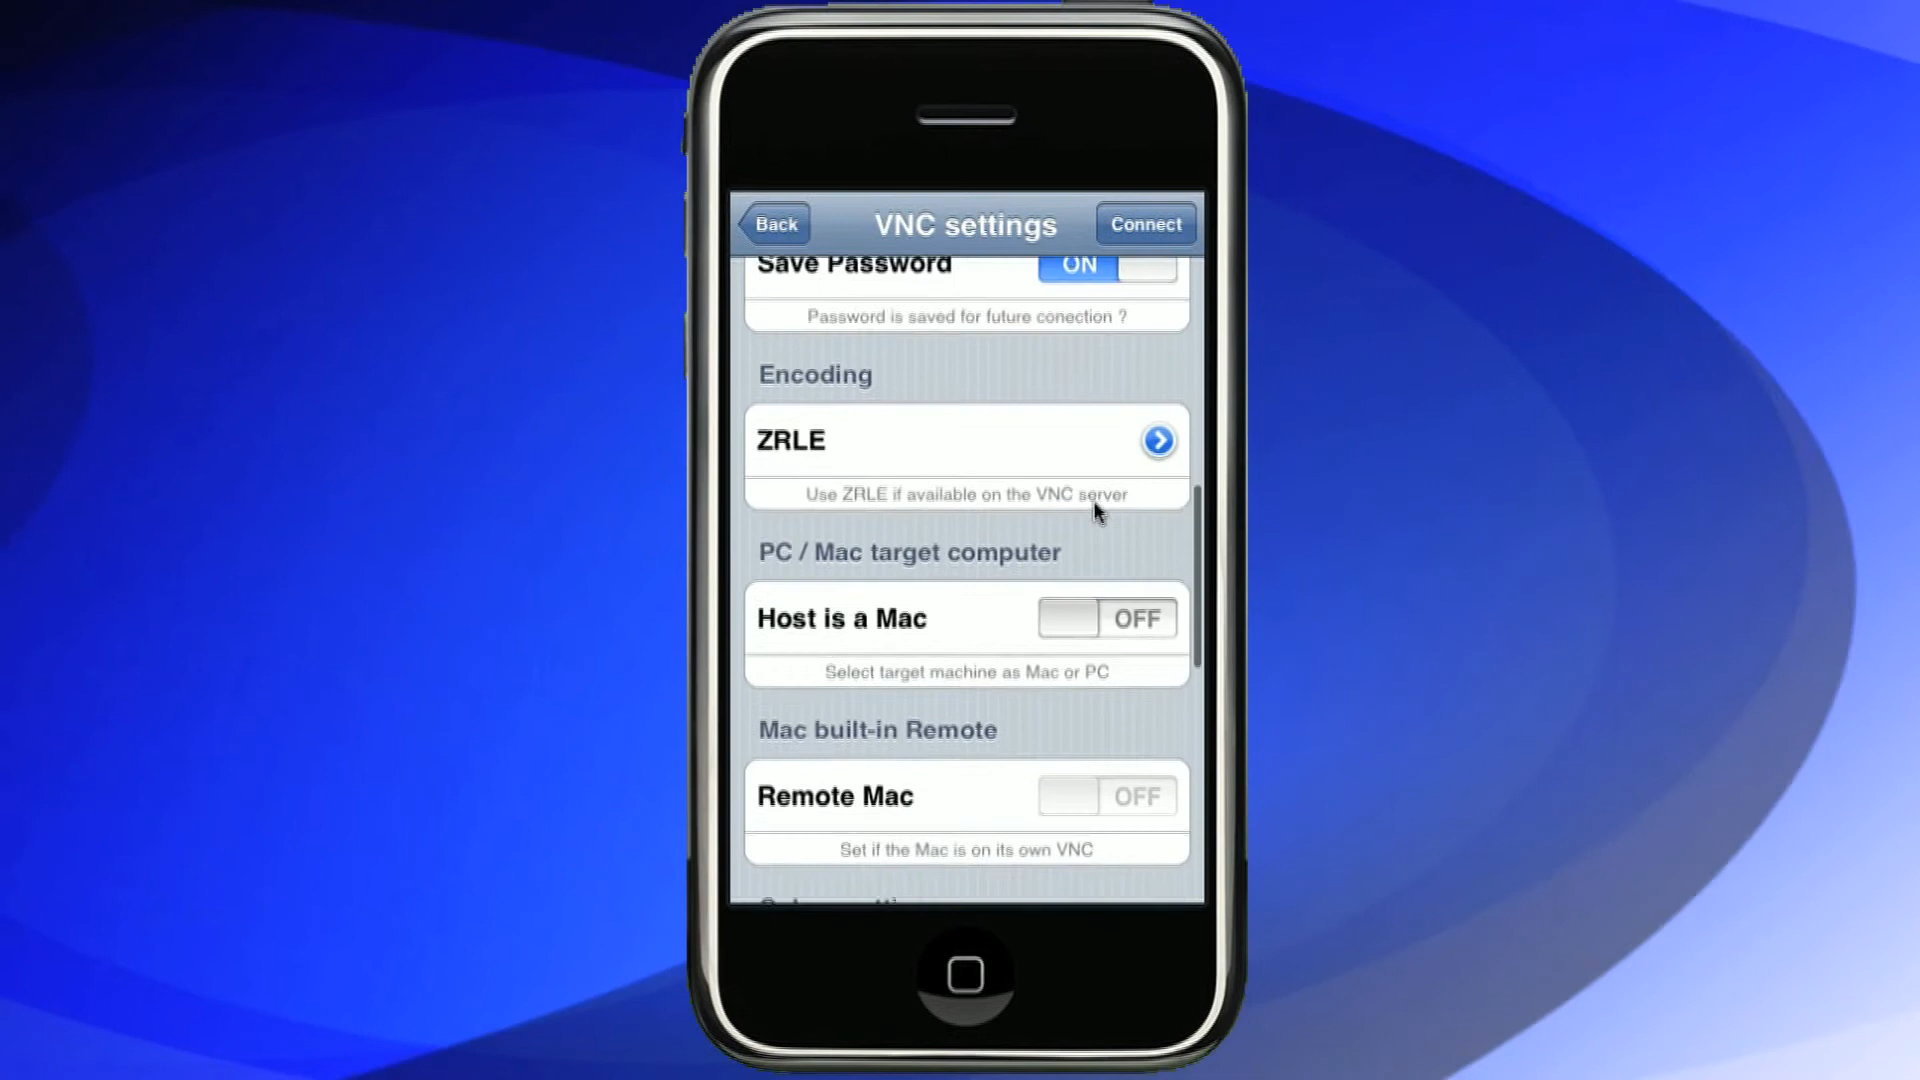 Back
VNC settings
Connect
Save Password
ON
Password is saved for future conection ?
Encoding
ZRLE
Use ZRLE if available on the VNC server
PC / Mac target computer
Host is a Mac
OFF
Select target machine as Mac or PC
Mac built-in Remote
Remote Mac
OFF
Set if the Mac is on its own VNC